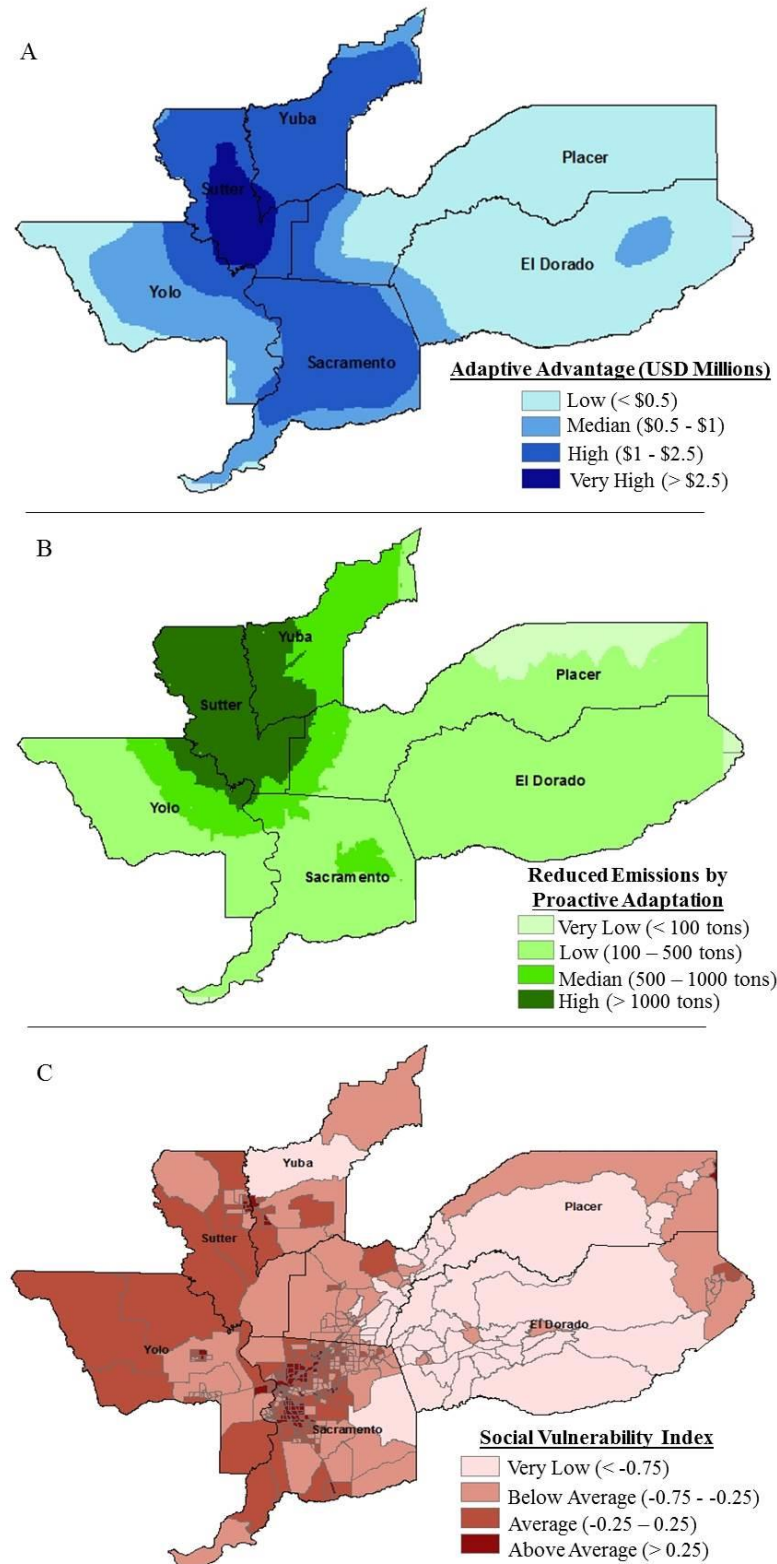 A
Yuba
Placer
Sutter
El Dorado
Yolo
Sacramento
Adaptive Advantage (USD Millions)
Low (< $0.5)
Median ($0.5 - $1)
High ($1 - $2.5)
Very High (> $2.5)
B
Yuba
Placer
Sutter
El Dorado
Yolo
Sacramento
Reduced Emissions by
Proactive Adaptation
Very Low (< 100 tons)
Low (100 – 500 tons)
Median (500 – 1000 tons)
High (> 1000 tons)
C
Yuba
Placer
Sutter
El Dorado
Yolo
Sacramento
Social Vulnerability Index
Very Low (< -0.75)
Below Average (-0.75 - -0.25)
Average (-0.25 – 0.25)
Above Average (> 0.25)